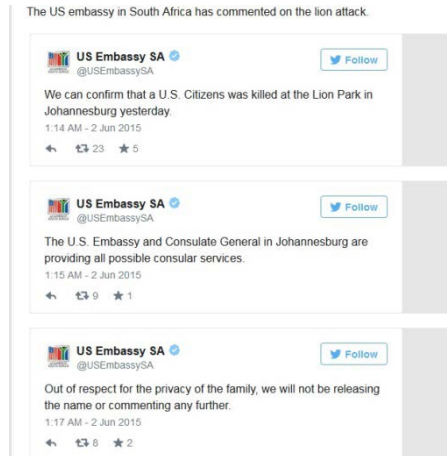 The US embassy in South Africa has commented on the lion attack.
US Embassy SA
@USEmbassySA
Follow
We can confirm that a U.S. Citizens was killed at the Lion Park in
Johannesburg yesterday.
1:14 AM - 2 Jun 2015
23 5
US Embassy SA
@USEmbassySA
Follow
The U.S. Embassy and Consulate General in Johannesburg are
providing all possible consular services.
1:15 AM - 2 Jun 2015
9 1
US Embassy SA
@USEmbassySA
Follow
Out of respect for the privacy of the family, we will not be releasing
the name or commenting any further.
1:17 AM - 2 Jun 2015
8 2